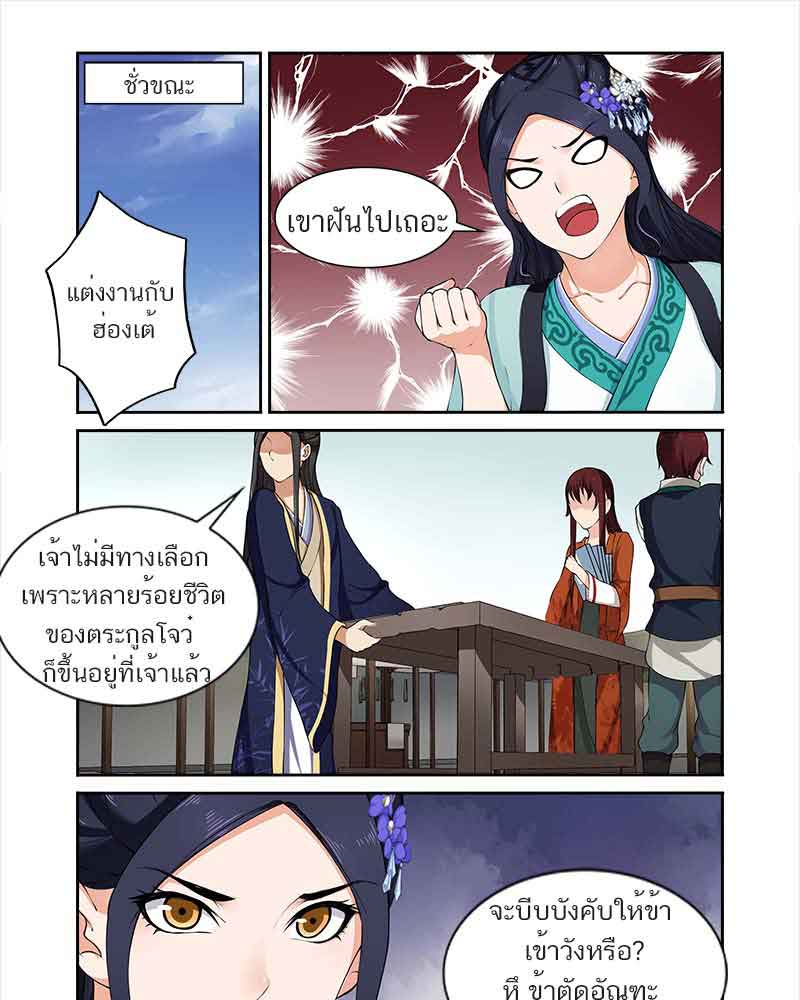 ชั่วขณะ
แต่งงานกับ
ฮ่องเต้
เขาฝันไปเถอะ
เจ้าไม่มีทางเลือก
เพราะหลายร้อยชีวิต
ของตระกูลโจว๋
ก็ขึ้นอยู่ที่เจ้าแล้ว
จะบีบบังคับให้ข้า
เข้าวังหรือ?
หึ ข้าตัดอัณฑะ